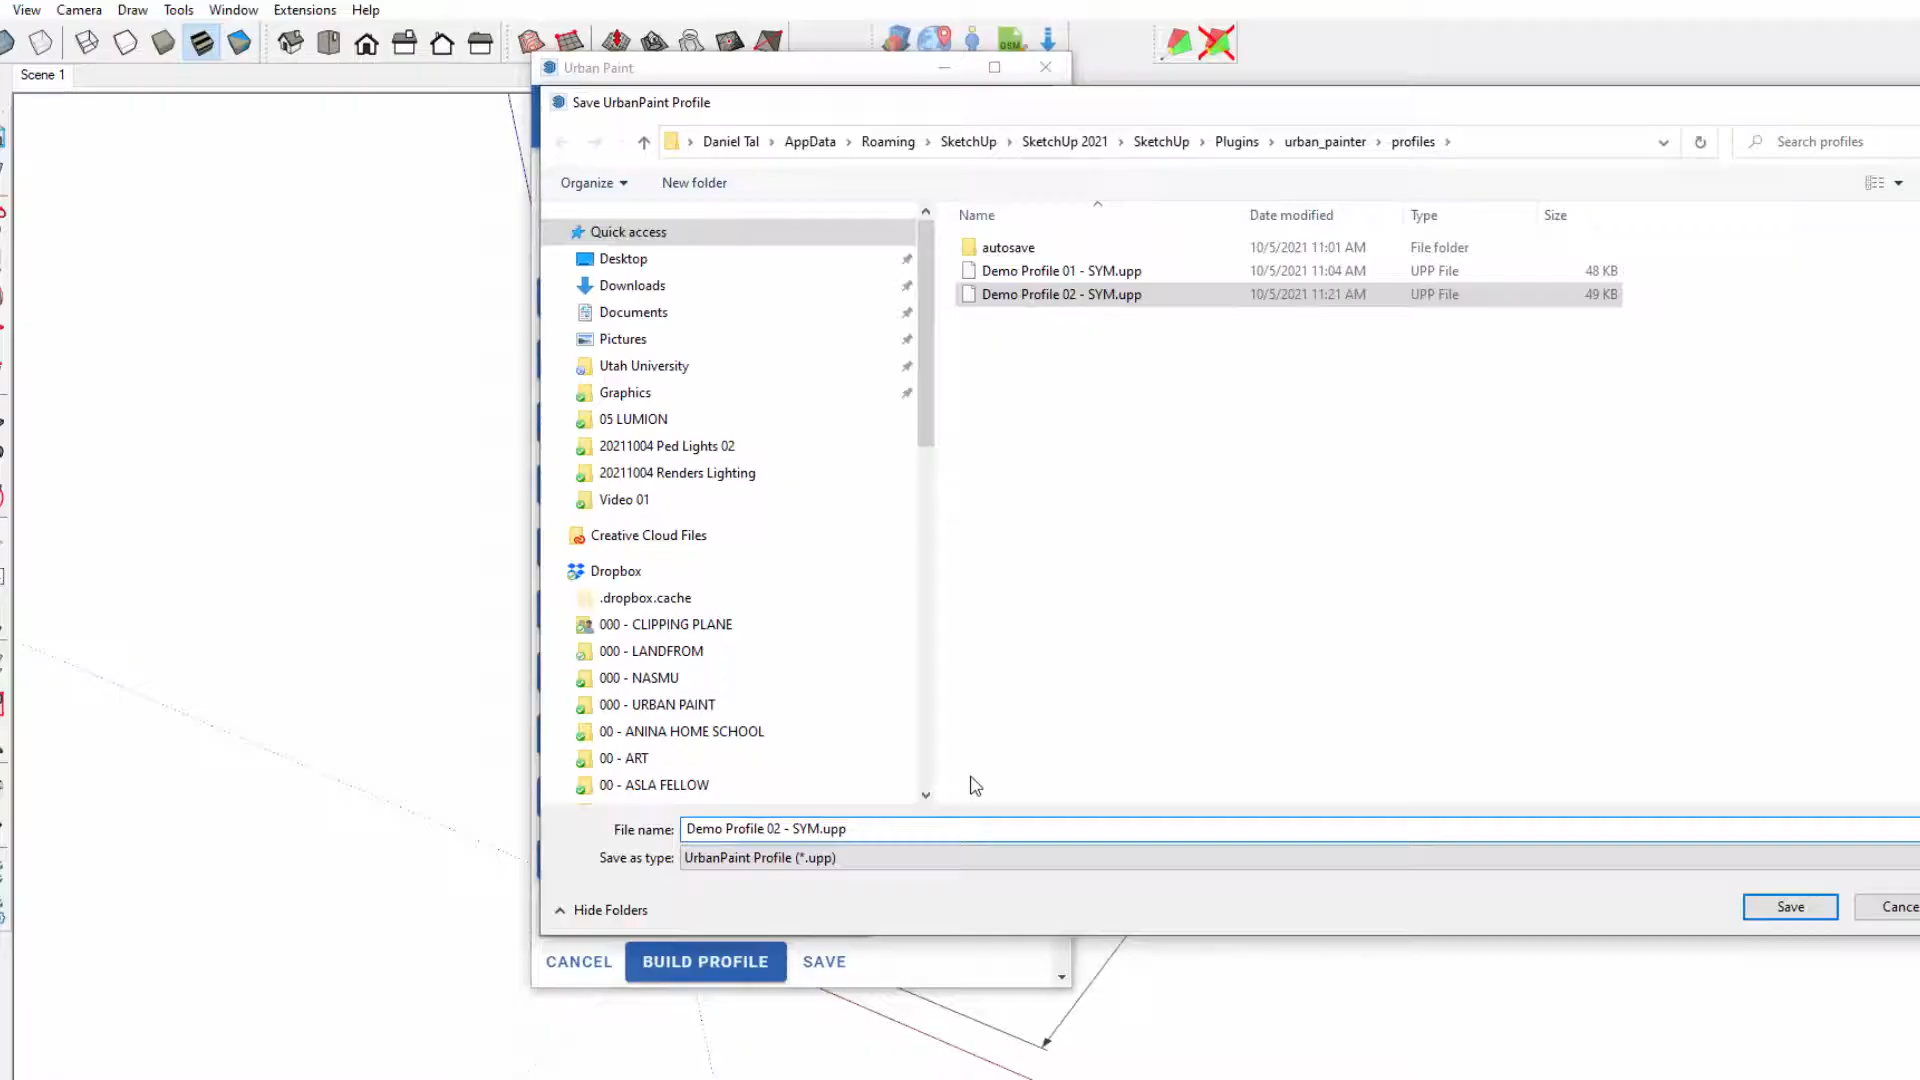 View Camera Draw Tools Window Extensions Help
Scene 1
Urban Paint
Save UrbanPaint Profile
Daniel Tal › AppData › Roaming › SketchUp › SketchUp 2021 › SketchUp › Plugins › urban_painter › profiles ›
Search profiles
Organize
New folder
Name Date modified Type Size
Quick access
Desktop
Downloads
Documents
Pictures
Utah University
Graphics
05 LUMION
20211004 Ped Lights 02
20211004 Renders Lighting
Video 01
Creative Cloud Files
Dropbox
.dropbox.cache
000 - CLIPPING PLANE
000 - LANDFROM
000 - NASMU
000 - URBAN PAINT
00 - ANINA HOME SCHOOL
00 - ART
00 - ASLA FELLOW
autosave 10/5/2021 11:01 AM File folder
Demo Profile 01 - SYM.upp 10/5/2021 11:04 AM UPP File 48 KB
Demo Profile 02 - SYM.upp 10/5/2021 11:21 AM UPP File 49 KB
File name: Demo Profile 02 - SYM.upp
Save as type: UrbanPaint Profile (*.upp)
Hide Folders
Save
Cance
CANCEL BUILD PROFILE SAVE